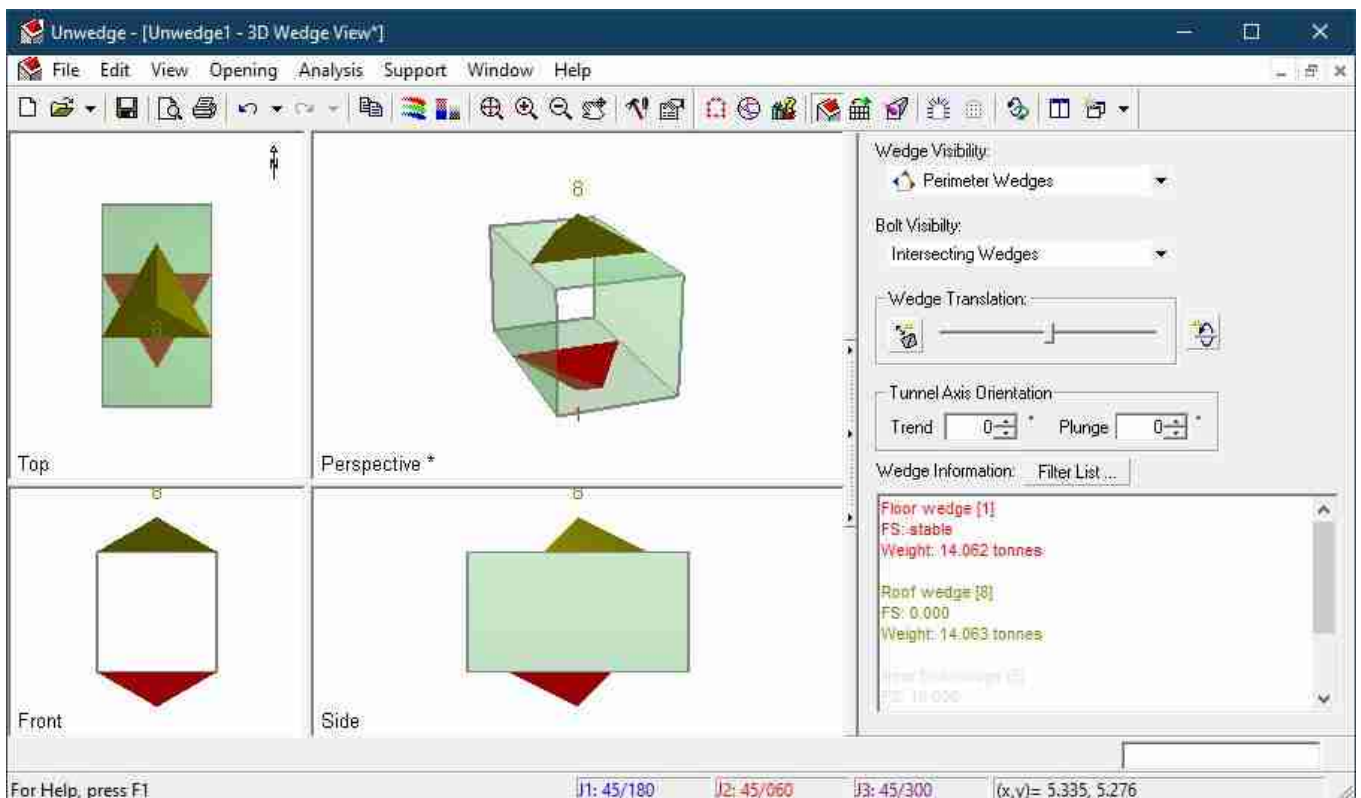 Unwedge - [Unwedge1 - 3D Wedge View*]
File Edit View Opening Analysis Support Window Help
N
8
Top
8
1
Perspective *
8
Front
8
Side
Wedge Visibility:
Perimeter Wedges
Bolt Visibilty:
Intersecting Wedges
Wedge Translation:
Tunnel Axis Orientation
Trend 0 ° Plunge 0 °
Wedge Information: Filter List ...
Floor wedge [1]
FS: stable
Weight: 14.062 tonnes
Roof wedge [8]
FS: 0.000
Weight: 14.063 tonnes
For Help, press F1
J1: 45/180 J2: 45/060 J3: 45/300 (x,y)= 5.335, 5.276